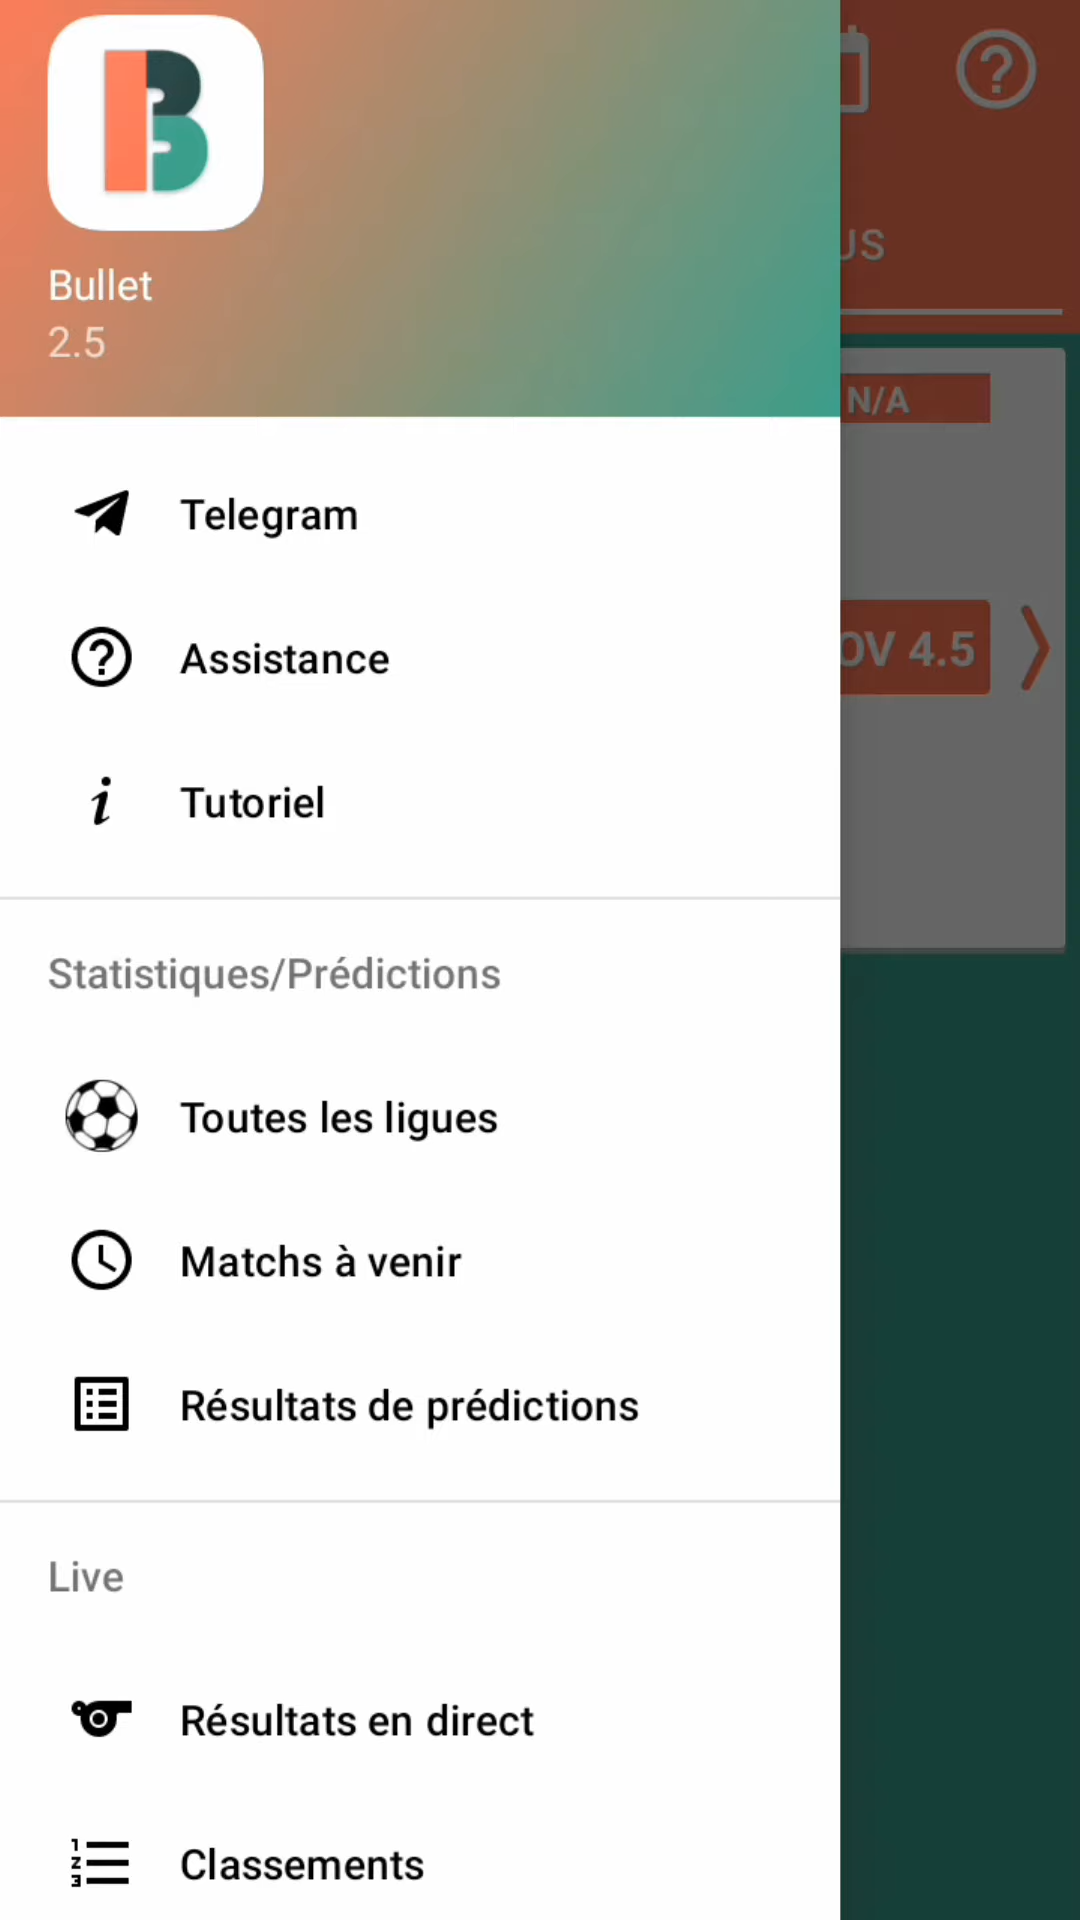 Bullet
2.5
US
N/A
OV 4.5
Telegram
Assistance
Tutoriel
Statistiques/Prédictions
Toutes les ligues
Matchs à venir
Résultats de prédictions
Live
Résultats en direct
Classements